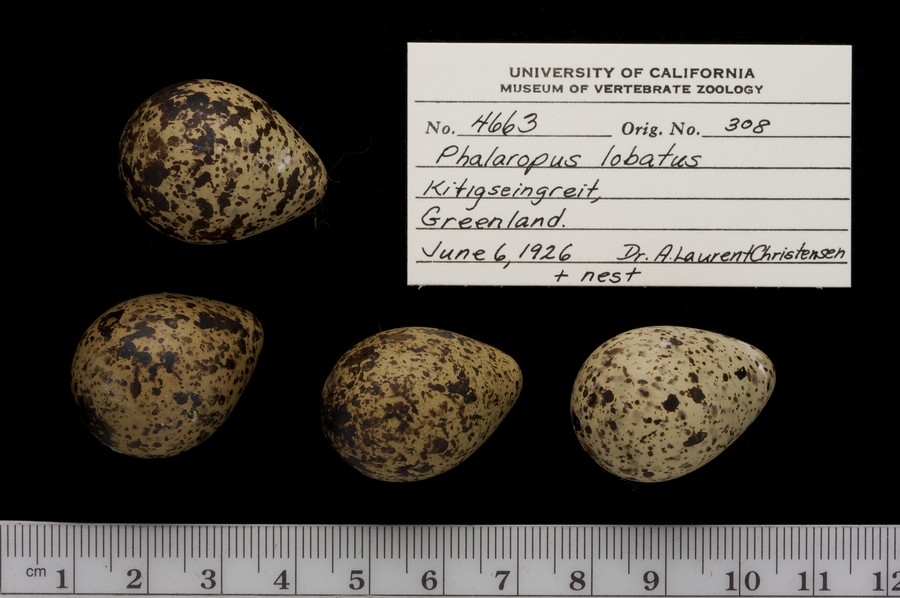 UNIVERSITY OF CALIFORNIA
MUSEUM OF VERTEBRATE ZOOLOGY
No. 4663 Orig. No. 308
Phalaropus lobatus
Kitigseingreit,
Greenland.
June 6, 1926 Dr. A. Laurent Christensen
+ nest
cm 1 2 3 4 5 6 7 8 9 10 11 12